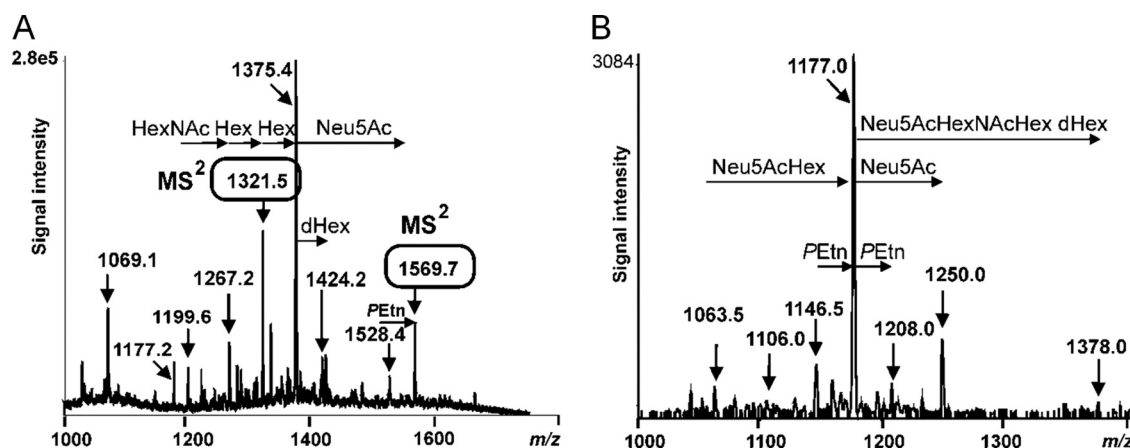 A
2.8e5
1375.4
HexNAc Hex Hex Neu5Ac
MS2
1321.5
dHex
MS2
1569.7
1069.1
1267.2
1424.2
PEtn
1199.6
1528.4
1177.2
Signal intensity
1000 1200 1400 1600 m/z
B
3084
1177.0
Neu5AcHexNAcHex dHex
Neu5AcHex Neu5Ac
PEtn PEtn
1250.0
1146.5
1063.5
1208.0
1106.0
1378.0
Signal intensity
1000 1100 1200 1300 m/z